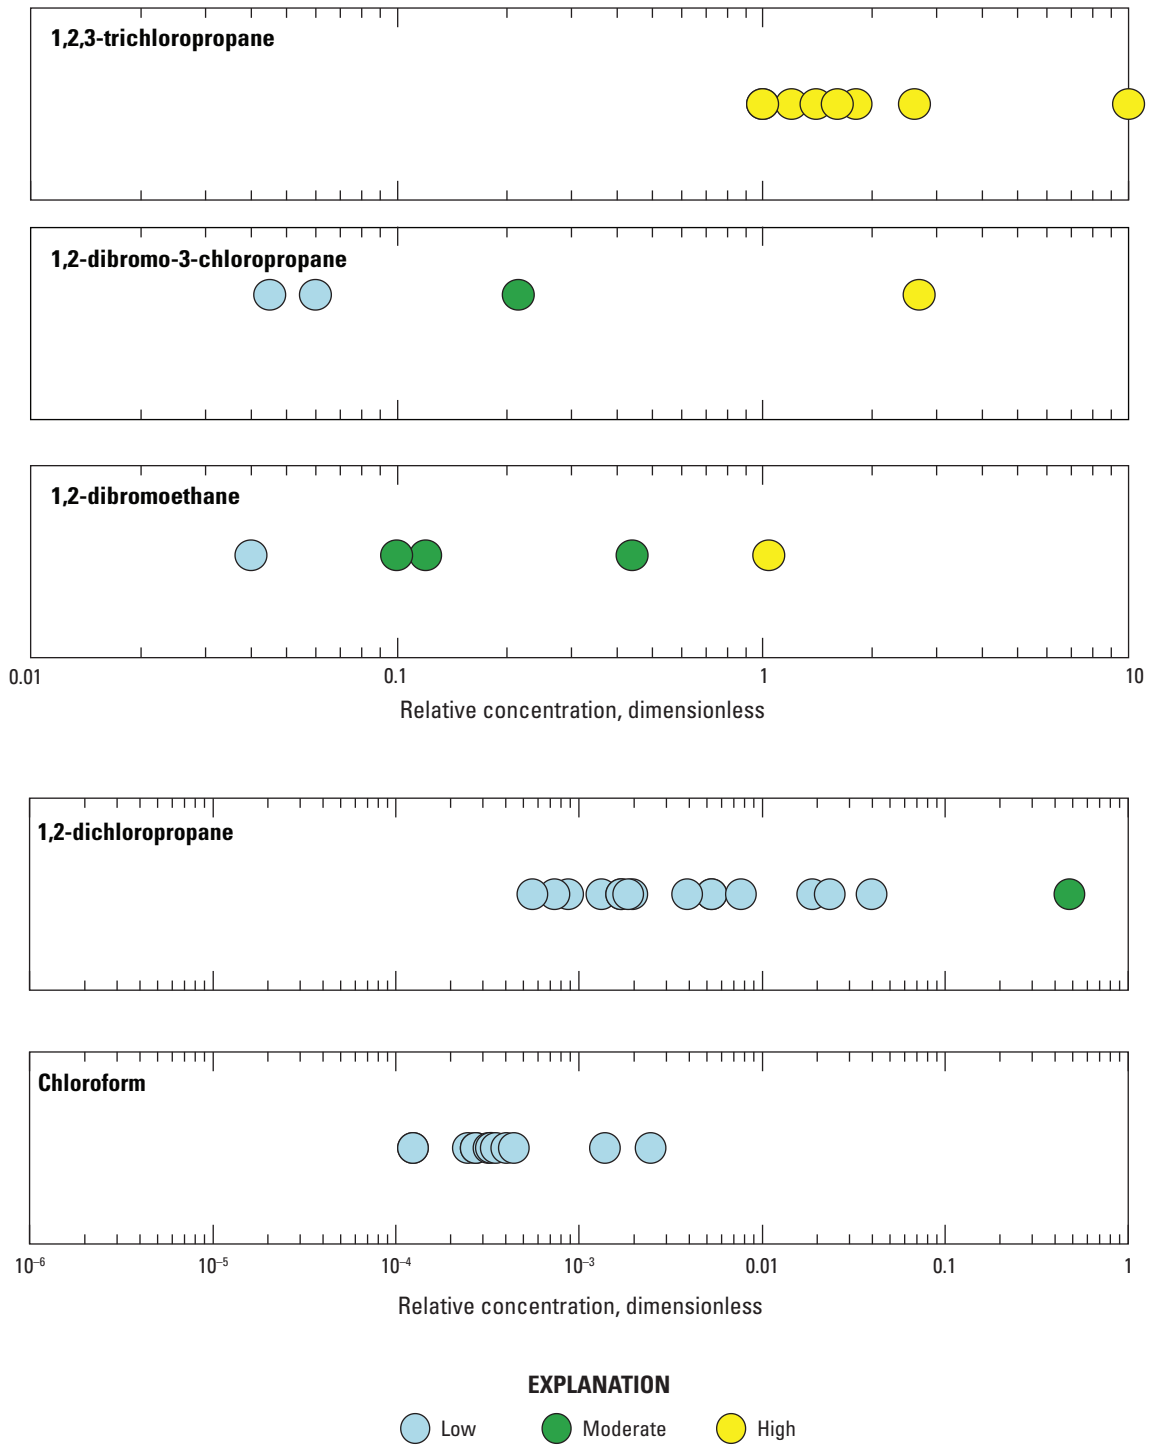 1,2,3-trichloropropane
1,2-dibromo-3-chloropropane
1,2-dibromoethane
0.01 0.1 1 10
Relative concentration, dimensionless
1,2-dichloropropane
Chloroform
10⁻⁶ 10⁻⁵ 10⁻⁴ 10⁻³ 0.01 0.1 1
Relative concentration, dimensionless
EXPLANATION
Low Moderate High